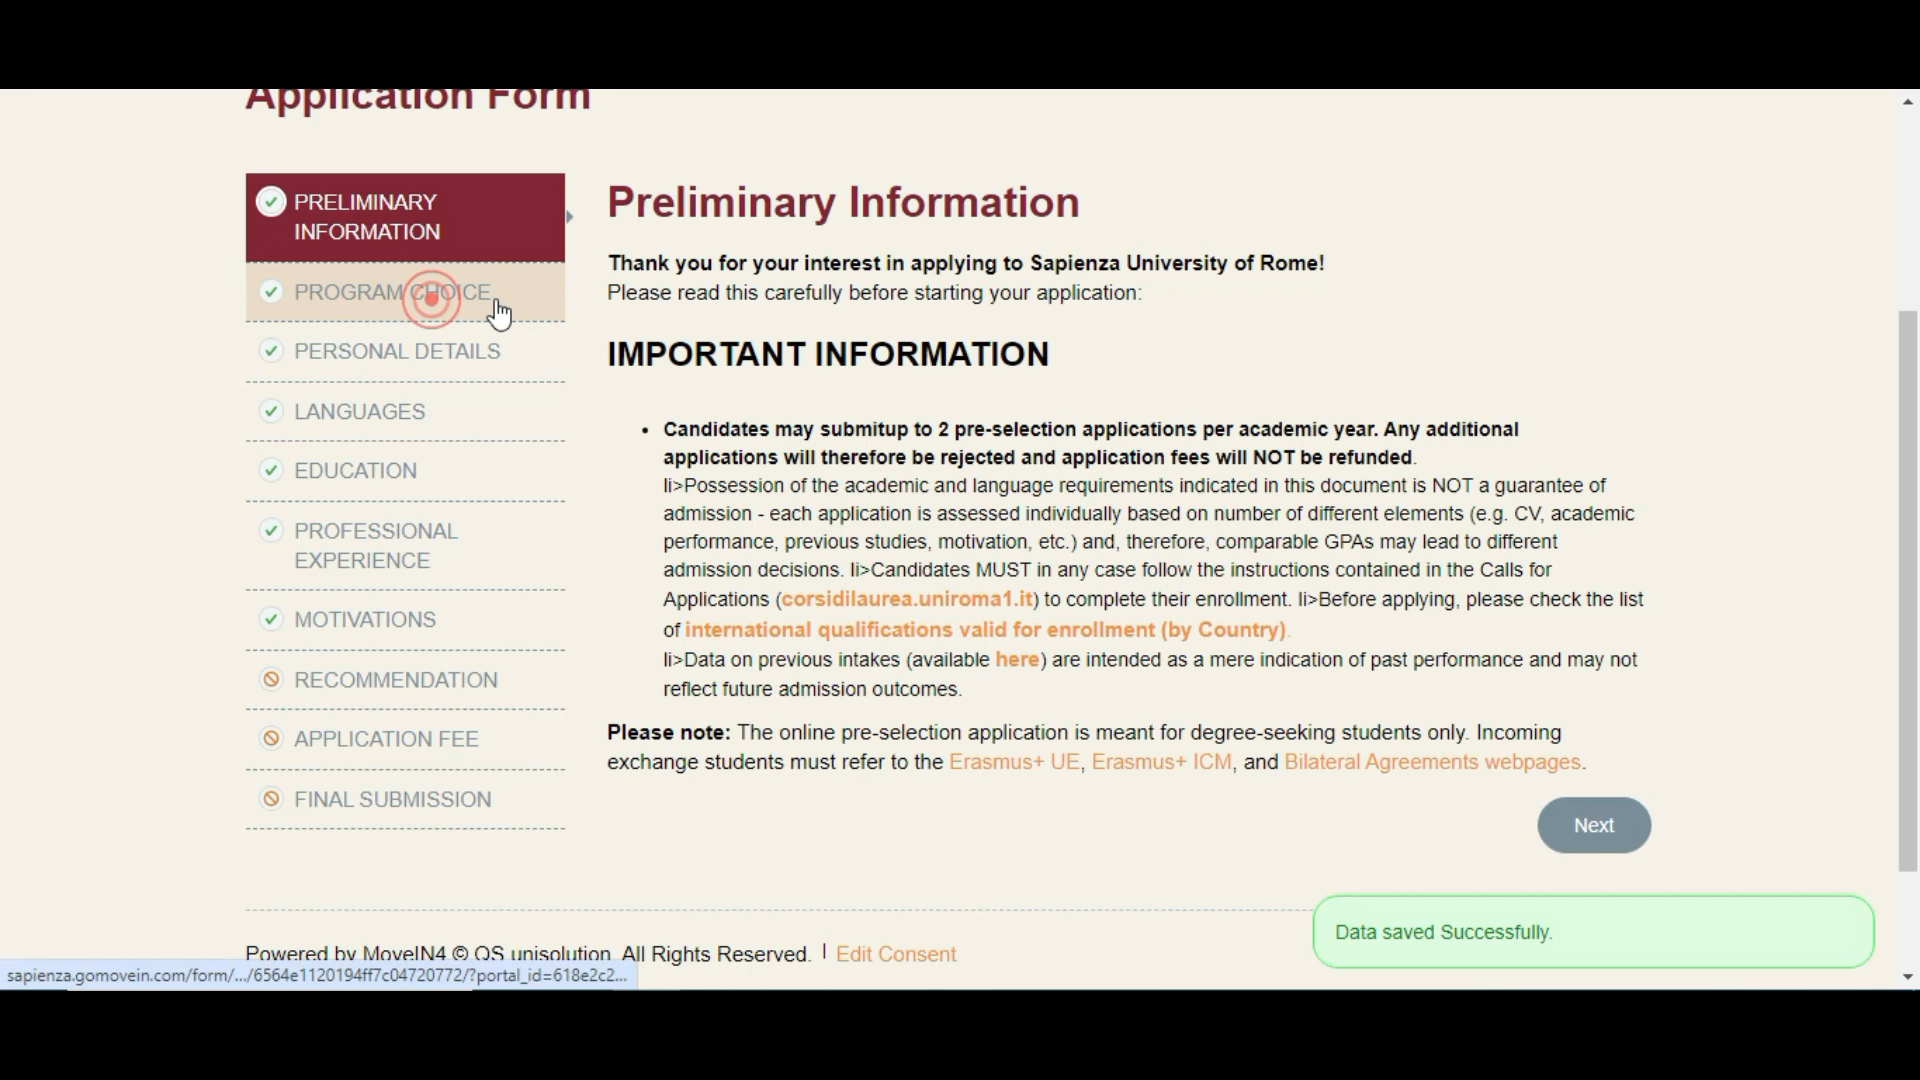 Application Form
PRELIMINARY
INFORMATION
PROGRAM CHOICE
PERSONAL DETAILS
LANGUAGES
EDUCATION
PROFESSIONAL
EXPERIENCE
MOTIVATIONS
RECOMMENDATION
APPLICATION FEE
FINAL SUBMISSION
Preliminary Information
Thank you for your interest in applying to Sapienza University of Rome!
Please read this carefully before starting your application:
IMPORTANT INFORMATION
• Candidates may submitup to 2 pre-selection applications per academic year. Any additional
applications will therefore be rejected and application fees will NOT be refunded.
li>Possession of the academic and language requirements indicated in this document is NOT a guarantee of
admission - each application is assessed individually based on number of different elements (e.g. CV, academic
performance, previous studies, motivation, etc.) and, therefore, comparable GPAs may lead to different
admission decisions. li>Candidates MUST in any case follow the instructions contained in the Calls for
Applications (corsidilaurea.uniroma1.it) to complete their enrollment. li>Before applying, please check the list
of international qualifications valid for enrollment (by Country).
li>Data on previous intakes (available here) are intended as a mere indication of past performance and may not
reflect future admission outcomes.
Please note: The online pre-selection application is meant for degree-seeking students only. Incoming
exchange students must refer to the Erasmus+ UE, Erasmus+ ICM, and Bilateral Agreements webpages.
Next
Data saved Successfully.
Powered by MoveIN4 © QS unisolution. All Rights Reserved. | Edit Consent
sapienza.gomovein.com/form/.../6564e1120194ff7c04720772/?portal_id=618e2c2...